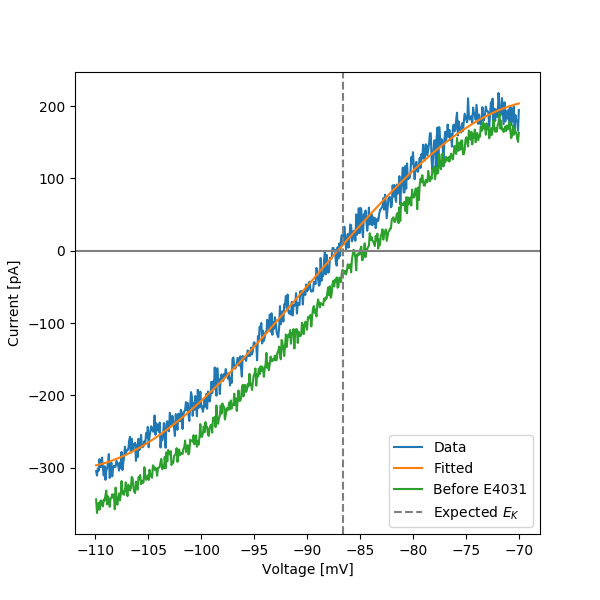 200
100
0
−100
−200
−300
Current [pA]
−110 −105 −100 −95 −90 −85 −80 −75 −70
Voltage [mV]
Data
Fitted
Before E4031
Expected E_K